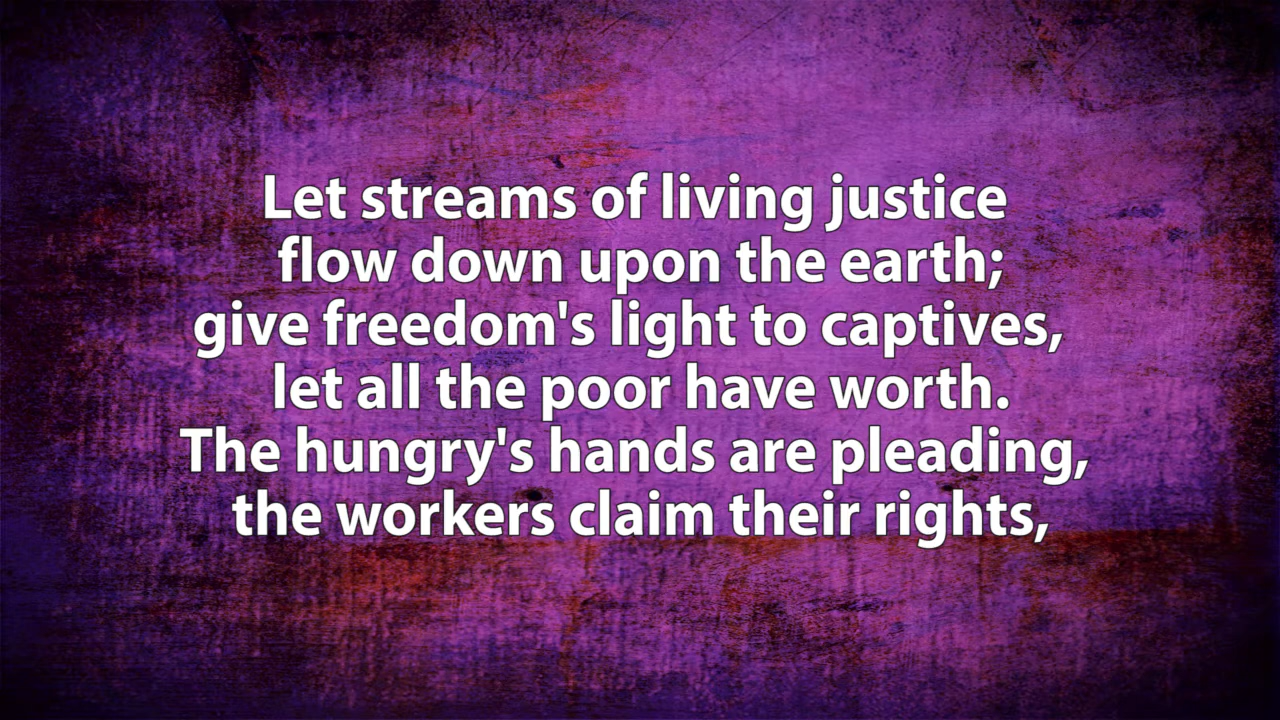 Let streams of living justice
flow down upon the earth;
give freedom's light to captives,
let all the poor have worth.
The hungry's hands are pleading,
the workers claim their rights,